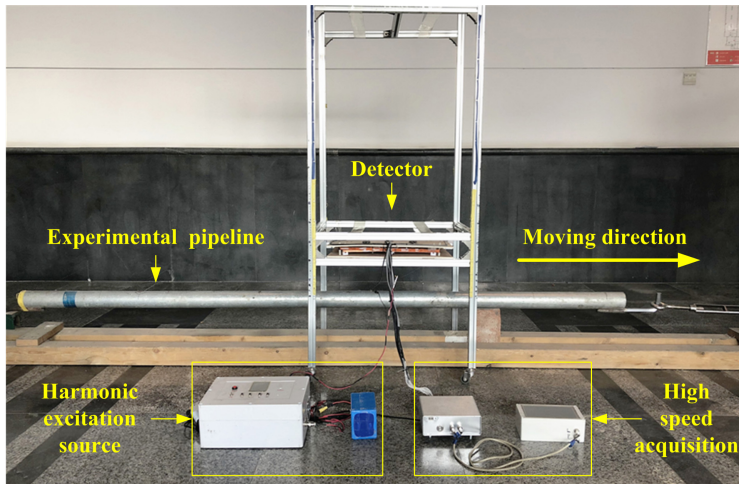 Detector
Experimental pipeline
Moving direction
Harmonic
excitation
source
High
speed
acquisition